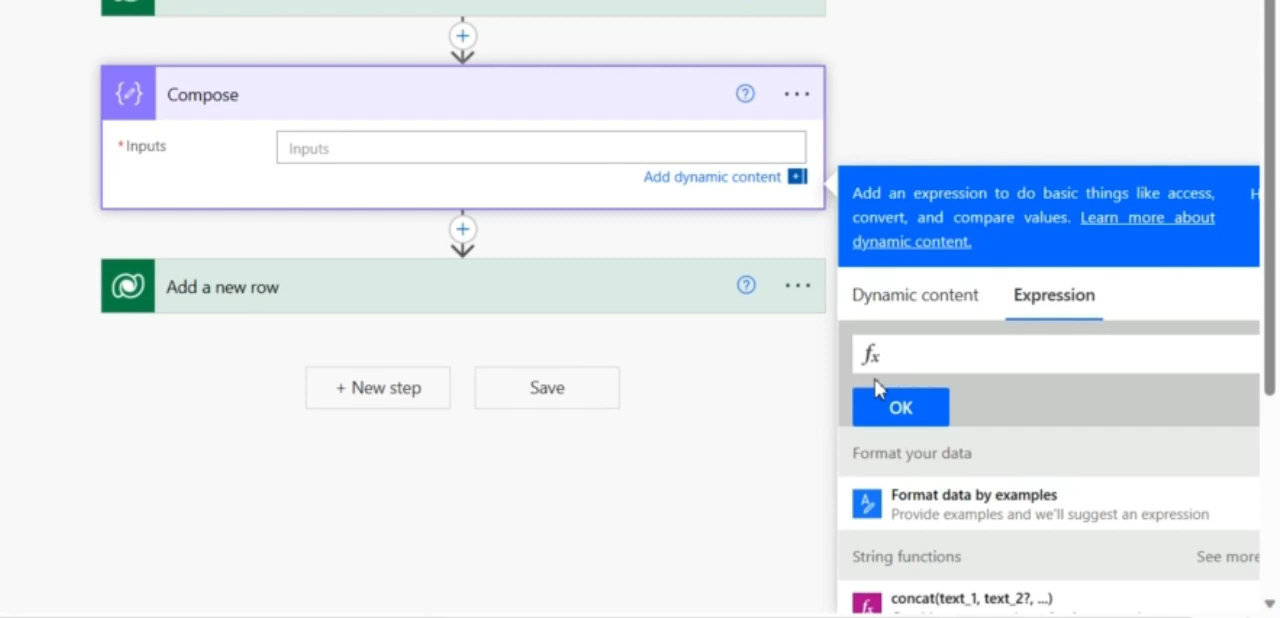 Compose
*Inputs
Inputs
Add dynamic content
Add an expression to do basic things like access,
convert, and compare values. Learn more about
dynamic content.
Add a new row
Dynamic content Expression
fx
OK
+ New step Save
Format your data
Format data by examples
Provide examples and we'll suggest an expression
String functions See more
fx
concat(text_1, text_2?, ...)